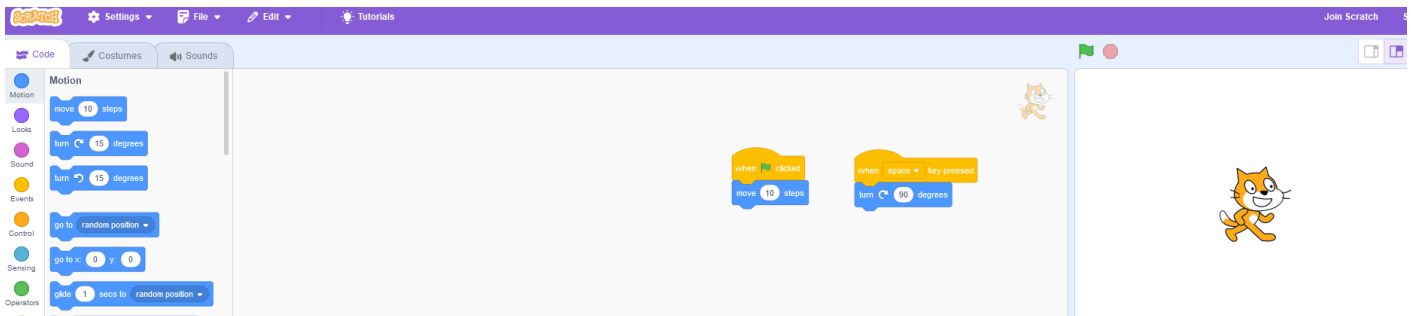 SCRATCH Settings File Edit Tutorials Join Scratch S
Code Costumes Sounds
Motion
Looks
Sound
Events
Control
Sensing
Operators
Motion
move 10 steps
turn 15 degrees
turn 15 degrees
go to random position
go to x: 0 y: 0
glide 1 secs to random position
when clicked
move 10 steps
when space key pressed
turn 90 degrees